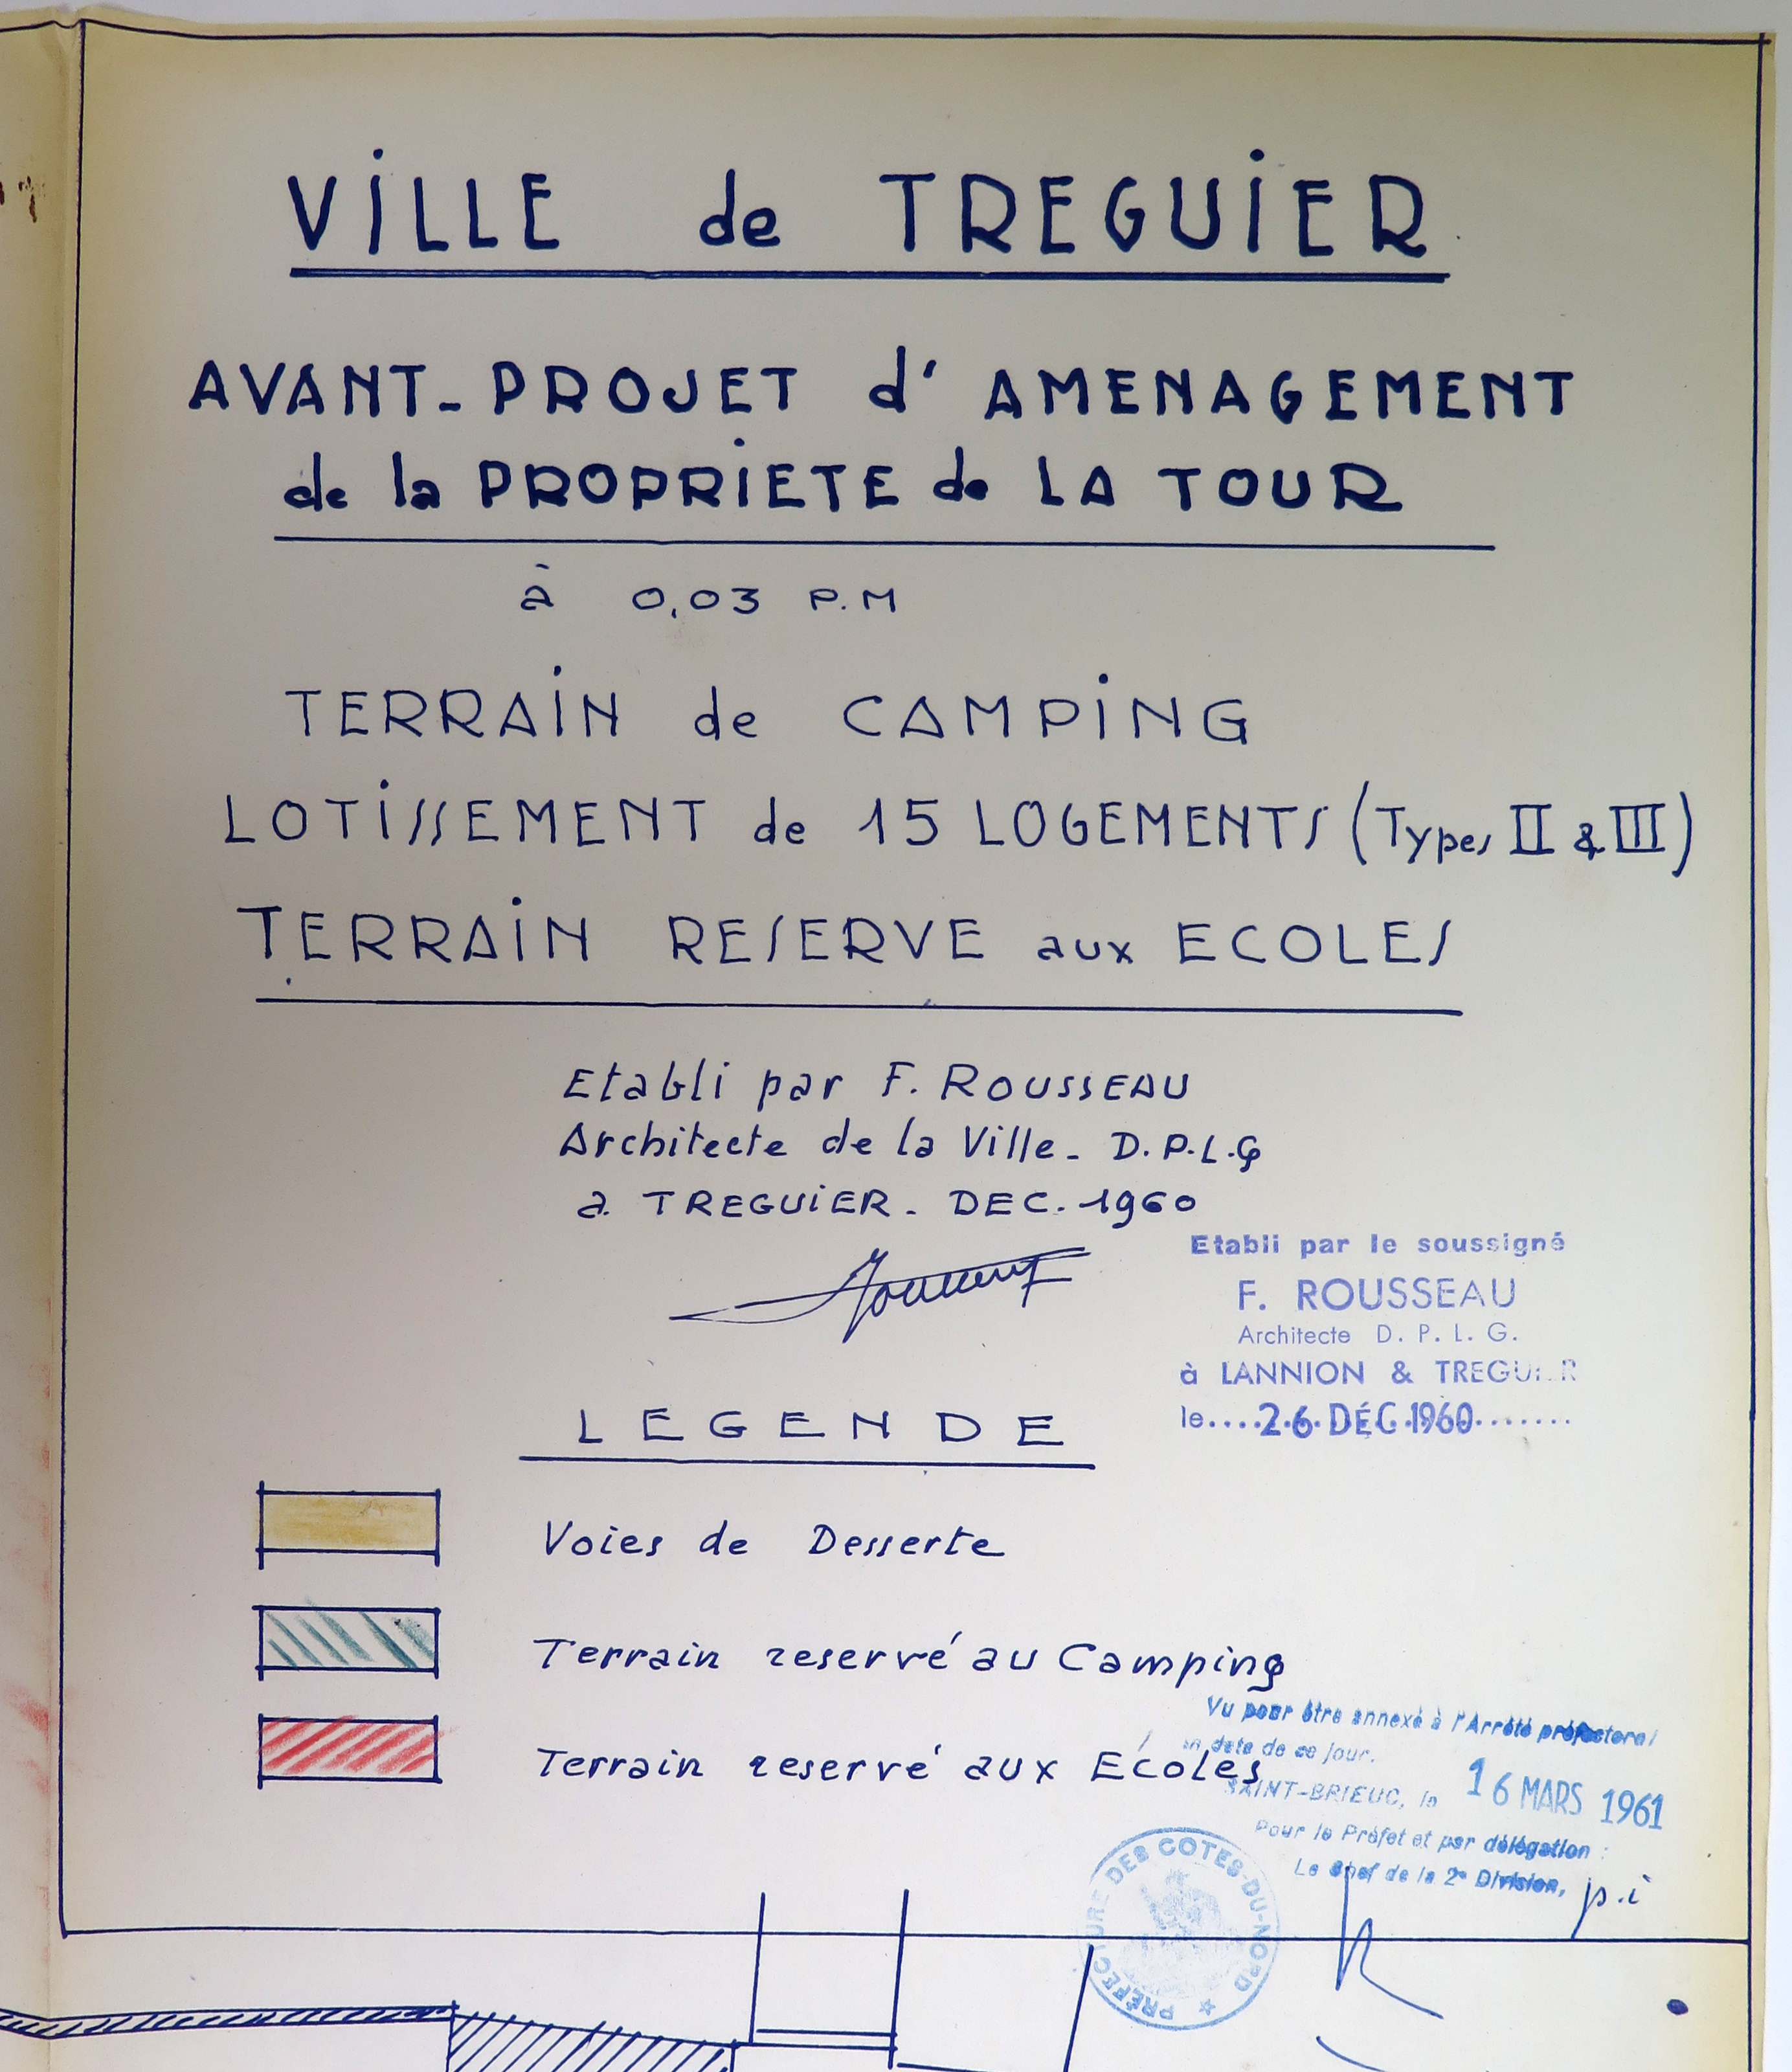 VILLE de TREGUIER
AVANT-PROJET d'AMENAGEMENT
de la PROPRIETE de LA TOUR
à 0,03 P.M
TERRAIN de CAMPING
LOTISSEMENT de 15 LOGEMENTS (Types II & III)
TERRAIN RESERVE aux ECOLES
Etabli par F. ROUSSEAU
Architecte de la Ville - D.P.L.G
a. TREGUIER - DEC. 1960
Etabli par le soussigné
F. ROUSSEAU
Architecte D. P. L. G.
à LANNION & TREGUIER
le....26 DÉC 1960.......
LEGENDE
Voies de Desserte
Terrain reservé au Camping
Terrain reservé aux Ecoles
Vu pour être annexé à l'Arrêté préfectoral
en date de ce jour.
SAINT-BRIEUC, le 16 MARS 1961
Pour le Préfet et par délégation :
Le Chef de la 2e Division, p.i
PRÉFECTURE DES COTES-DU-NORD